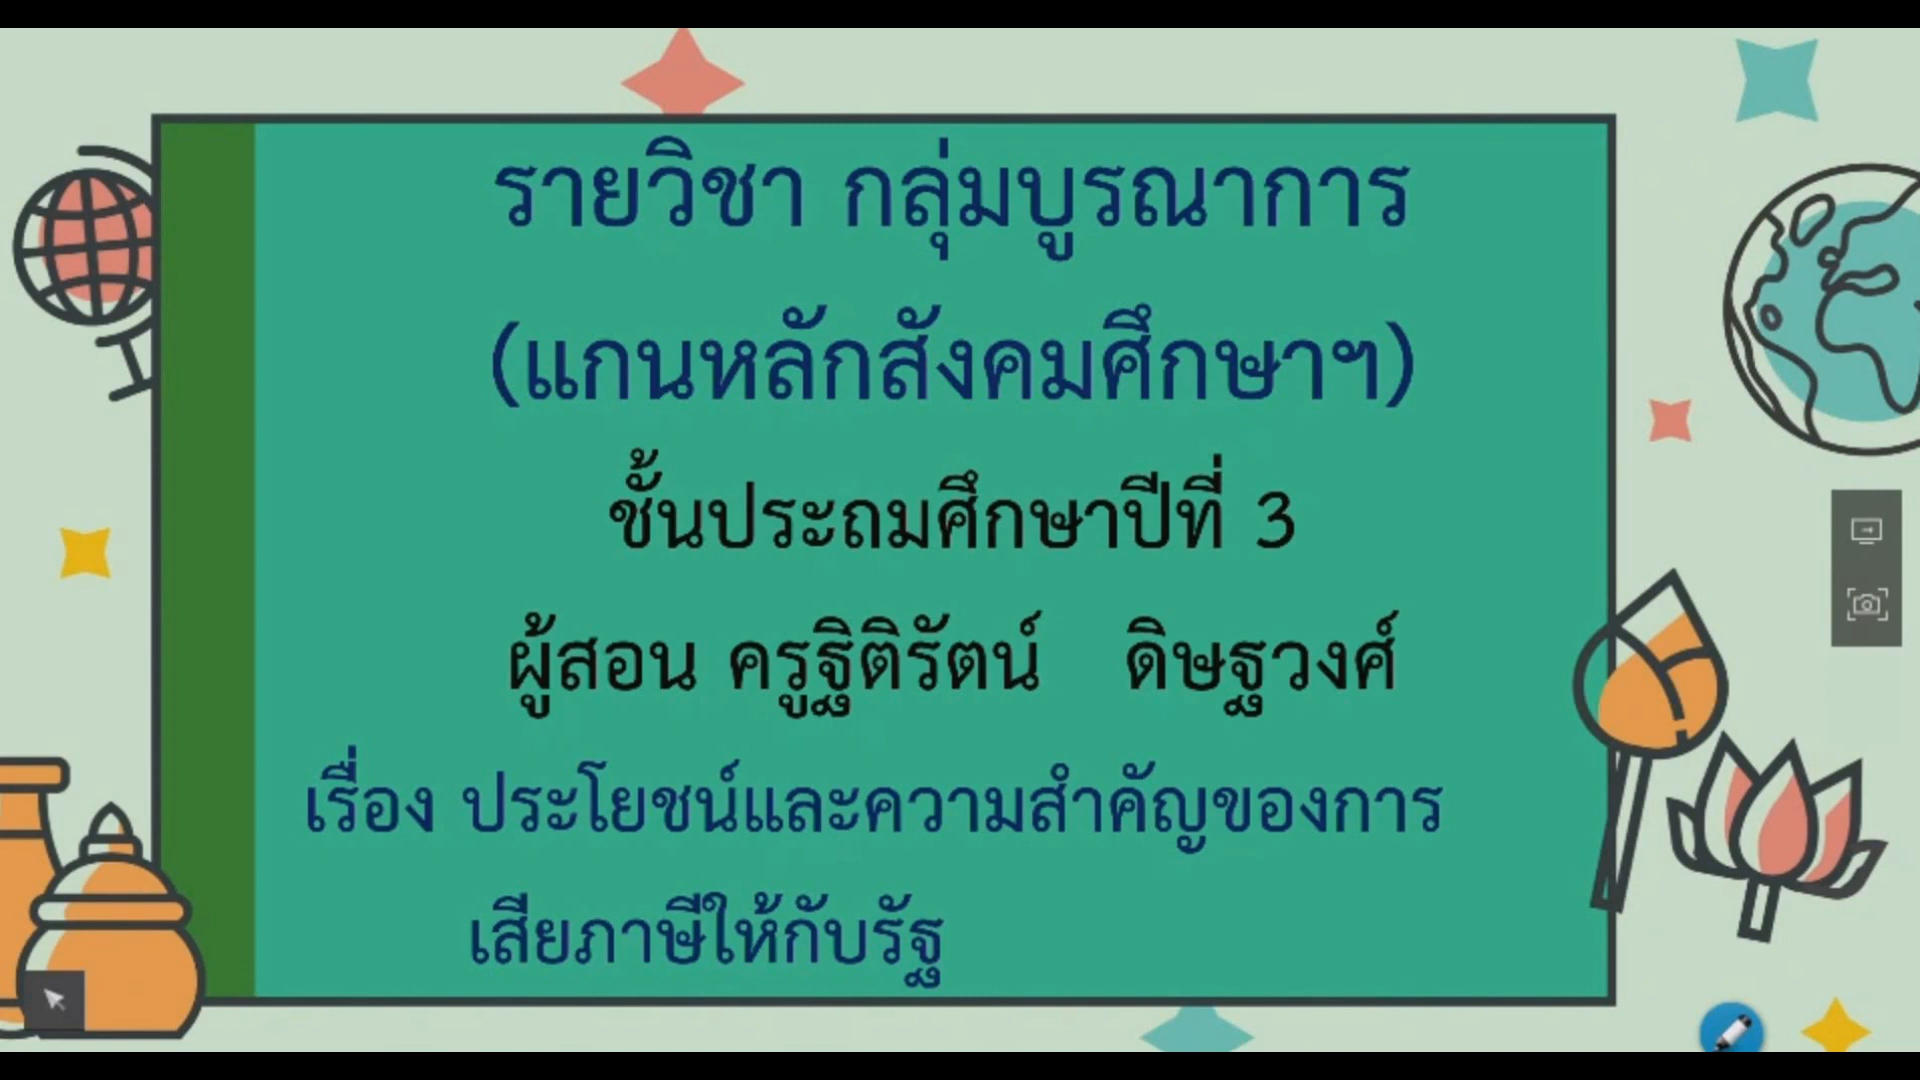 รายวิชา กลุ่มบูรณาการ
(แกนหลักสังคมศึกษาฯ)
ชั้นประถมศึกษาปีที่ 3
ผู้สอน ครูฐิติรัตน์ ดิษฐวงศ์
เรื่อง ประโยชน์และความสำคัญของการ
เสียภาษีให้กับรัฐ